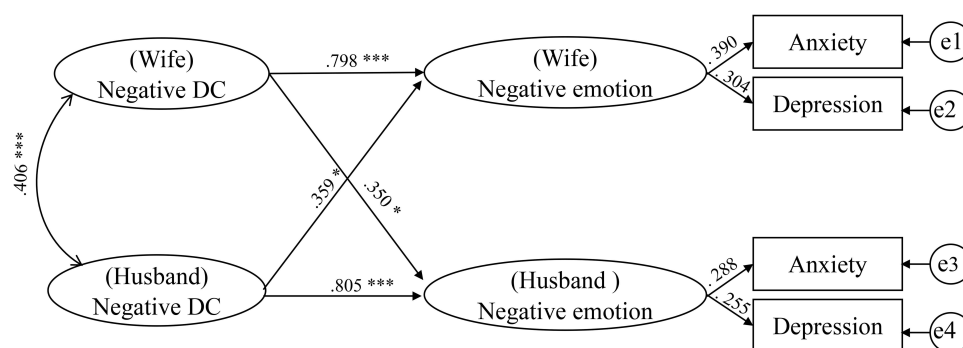 (Wife)
Negative DC
.798 ***
(Wife)
Negative emotion
.390
Anxiety
e1
.304
Depression
e2
.406 ***
.359 *
.350 *
(Husband)
Negative DC
.805 ***
(Husband )
Negative emotion
.288
Anxiety
e3
.255
Depression
e4